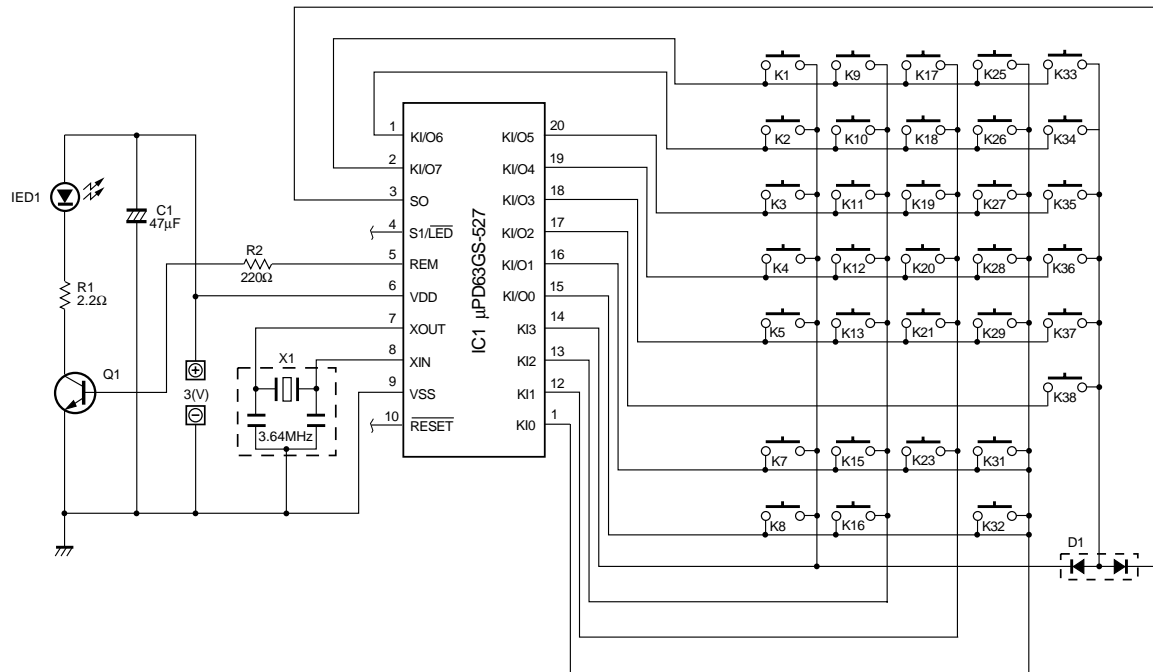 K1 K9 K17 K25 K33
1 KI/O6 KI/O5 20
K2 K10 K18 K26 K34
2 KI/O7 KI/O4 19
IED1
3 SO KI/O3 18
K3 K11 K19 K27 K35
C1
47µF
4 S1/LED KI/O2 17
R2
220Ω
5 REM KI/O1 16
K4 K12 K20 K28 K36
R1
2.2Ω
6 VDD KI/O0 15
7 XOUT KI3 14
K5 K13 K21 K29 K37
IC1 µPD63GS-527
X1
8 XIN KI2 13
Q1
3(V)
9 VSS KI1 12
K38
10 RESET KI0 1
3.64MHz
K7 K15 K23 K31
K8 K16 K32
D1